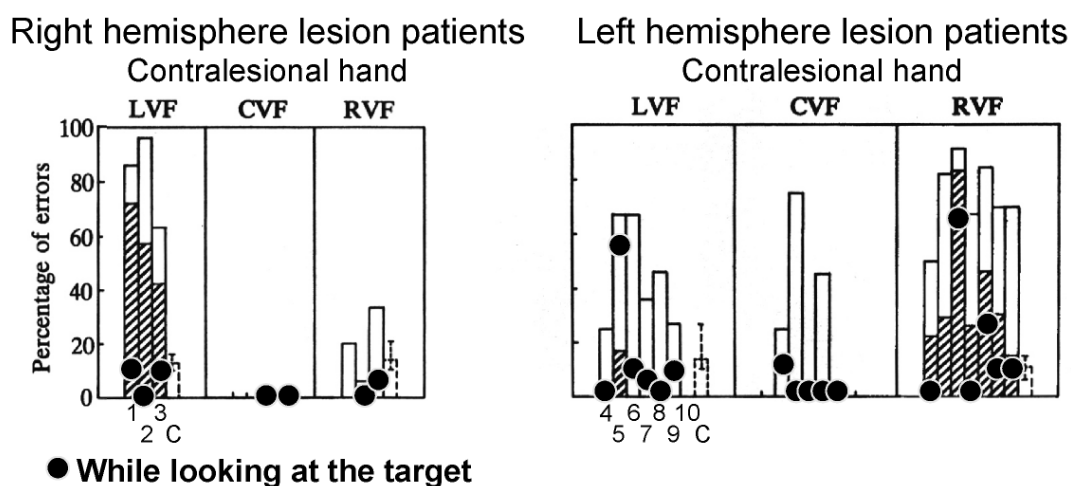 Right hemisphere lesion patients
Contralesional hand
LVF CVF RVF
Percentage of errors
100
80
60
40
20
0
1 3
2 C
Left hemisphere lesion patients
Contralesional hand
LVF CVF RVF
4 6 8 10
5 7 9 C
While looking at the target